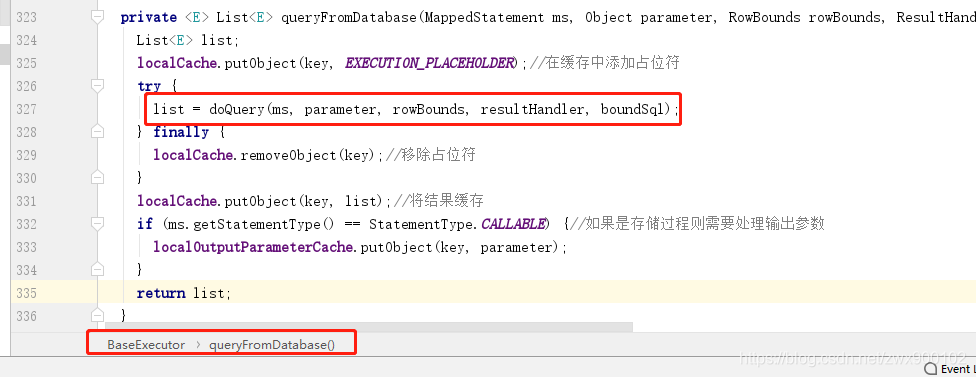 323 private <E> List<E> queryFromDatabase(MappedStatement ms, Object parameter, RowBounds rowBounds, ResultHandler
324 List<E> list;
325 localCache.putObject(key, EXECUTION_PLACEHOLDER);//在缓存中添加占位符
326 try {
327 list = doQuery(ms, parameter, rowBounds, resultHandler, boundSql);
328 } finally {
329 localCache.removeObject(key);//移除占位符
330 }
331 localCache.putObject(key, list);//将结果缓存
332 if (ms.getStatementType() == StatementType.CALLABLE) {//如果是存储过程则需要处理输出参数
333 localOutputParameterCache.putObject(key, parameter);
334 }
335 return list;
336 }
BaseExecutor › queryFromDatabase()
https://blog.csdn.net/zwx900102
Event L